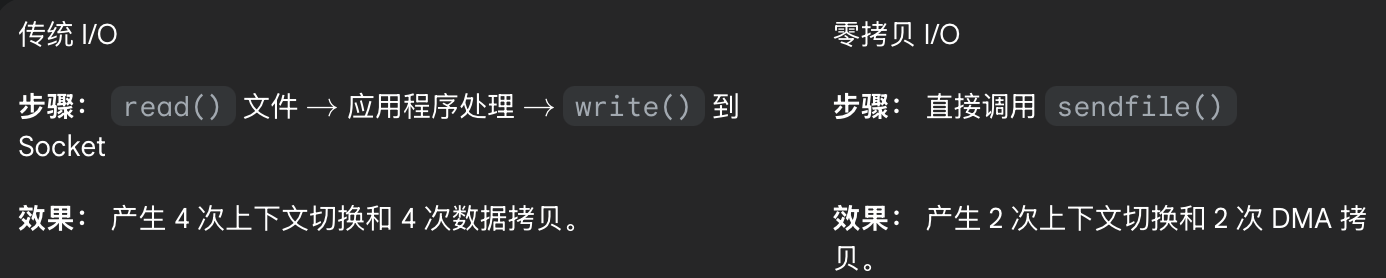 传统 I/O
步骤： read() 文件 → 应用程序处理 → write() 到
Socket
效果： 产生 4 次上下文切换和 4 次数据拷贝。
零拷贝 I/O
步骤： 直接调用 sendfile()
效果： 产生 2 次上下文切换和 2 次 DMA 拷
贝。